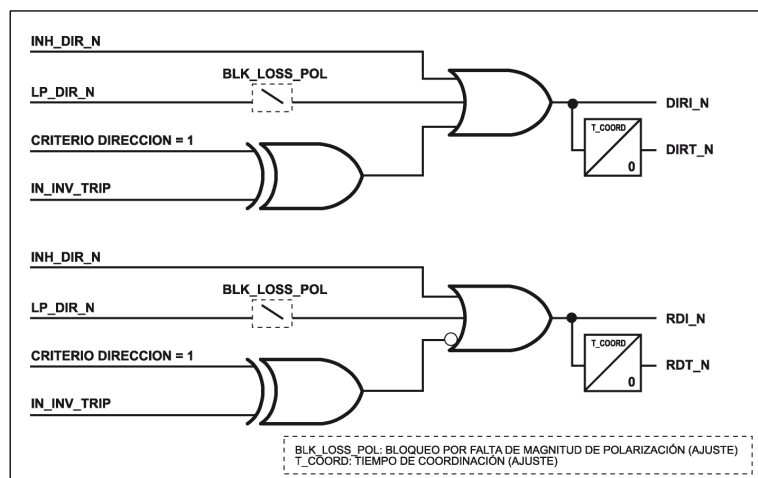 INH_DIR_N
BLK_LOSS_POL
LP_DIR_N
DIRI_N
T_COORD
CRITERIO DIRECCION = 1
DIRT_N
0
IN_INV_TRIP
INH_DIR_N
BLK_LOSS_POL
LP_DIR_N
RDI_N
T_COORD
CRITERIO DIRECCION = 1
RDT_N
0
IN_INV_TRIP
BLK_LOSS_POL: BLOQUEO POR FALTA DE MAGNITUD DE POLARIZACIÓN (AJUSTE)
T_COORD: TIEMPO DE COORDINACIÓN (AJUSTE)